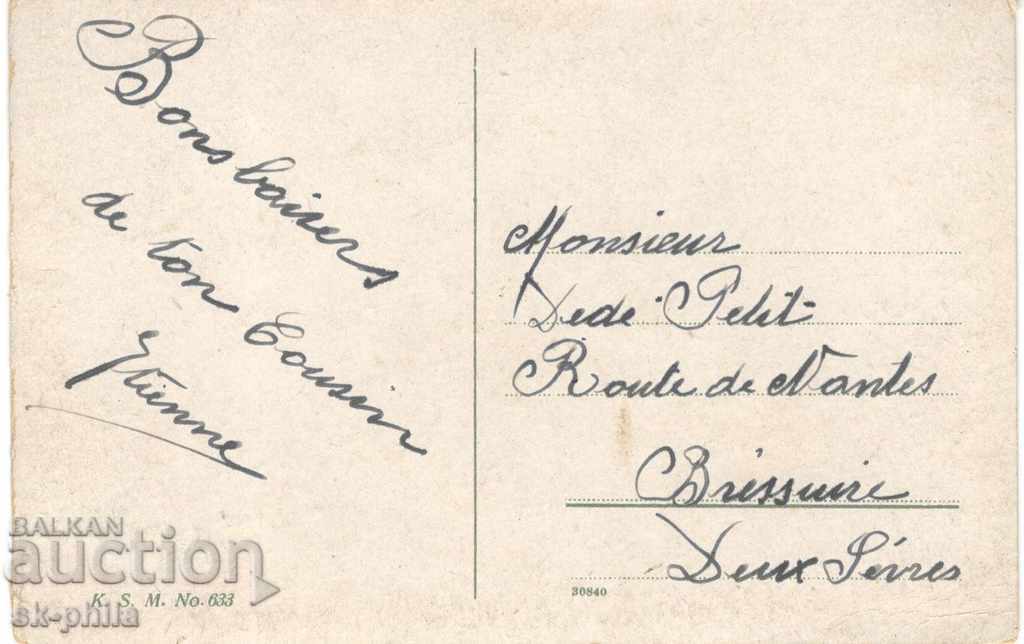 Bons baisers
de ton Cousin
Etienne
Monsieur
Dedé Petit
Route de Nantes
Bressuire
Deux Sèvres
K. S. M. No. 633
30840
BALKAN
auction
sk-phila